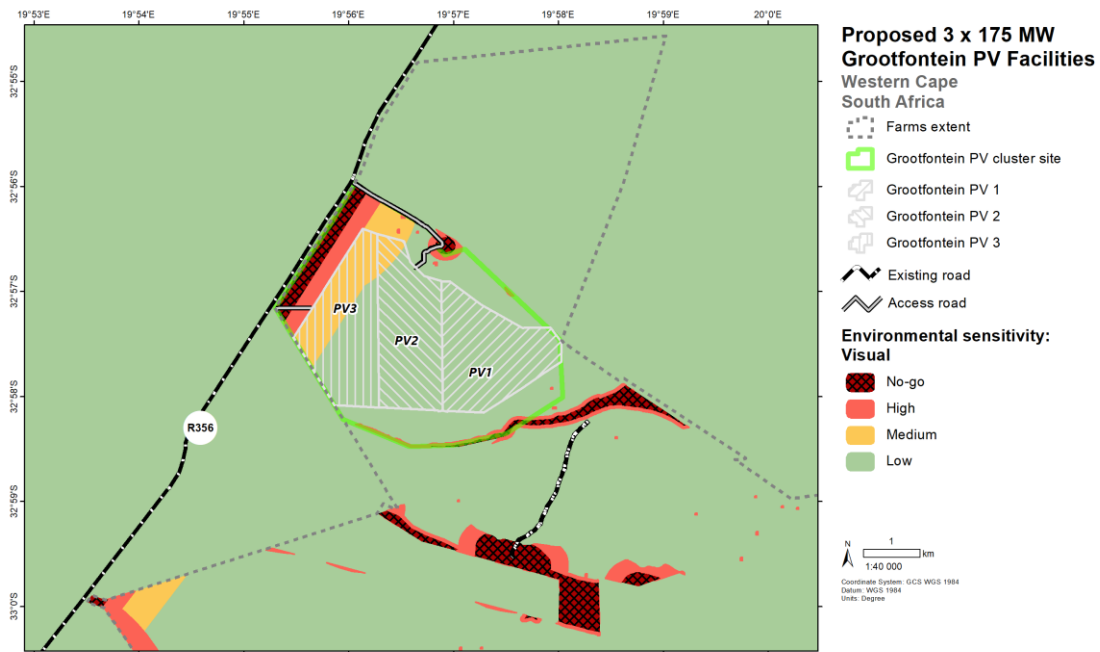 19°53'E 19°54'E 19°55'E 19°56'E 19°57'E 19°58'E 19°59'E 20°0'E
32°55'S
32°56'S
32°57'S
32°58'S
32°59'S
33°0'S
PV3
PV2
PV1
R356
Proposed 3 x 175 MW
Grootfontein PV Facilities
Western Cape
South Africa
Farms extent
Grootfontein PV cluster site
Grootfontein PV 1
Grootfontein PV 2
Grootfontein PV 3
Existing road
Access road
Environmental sensitivity:
Visual
No-go
High
Medium
Low
N
1
km
1:40 000
Coordinate System: GCS WGS 1984
Datum: WGS 1984
Units: Degree